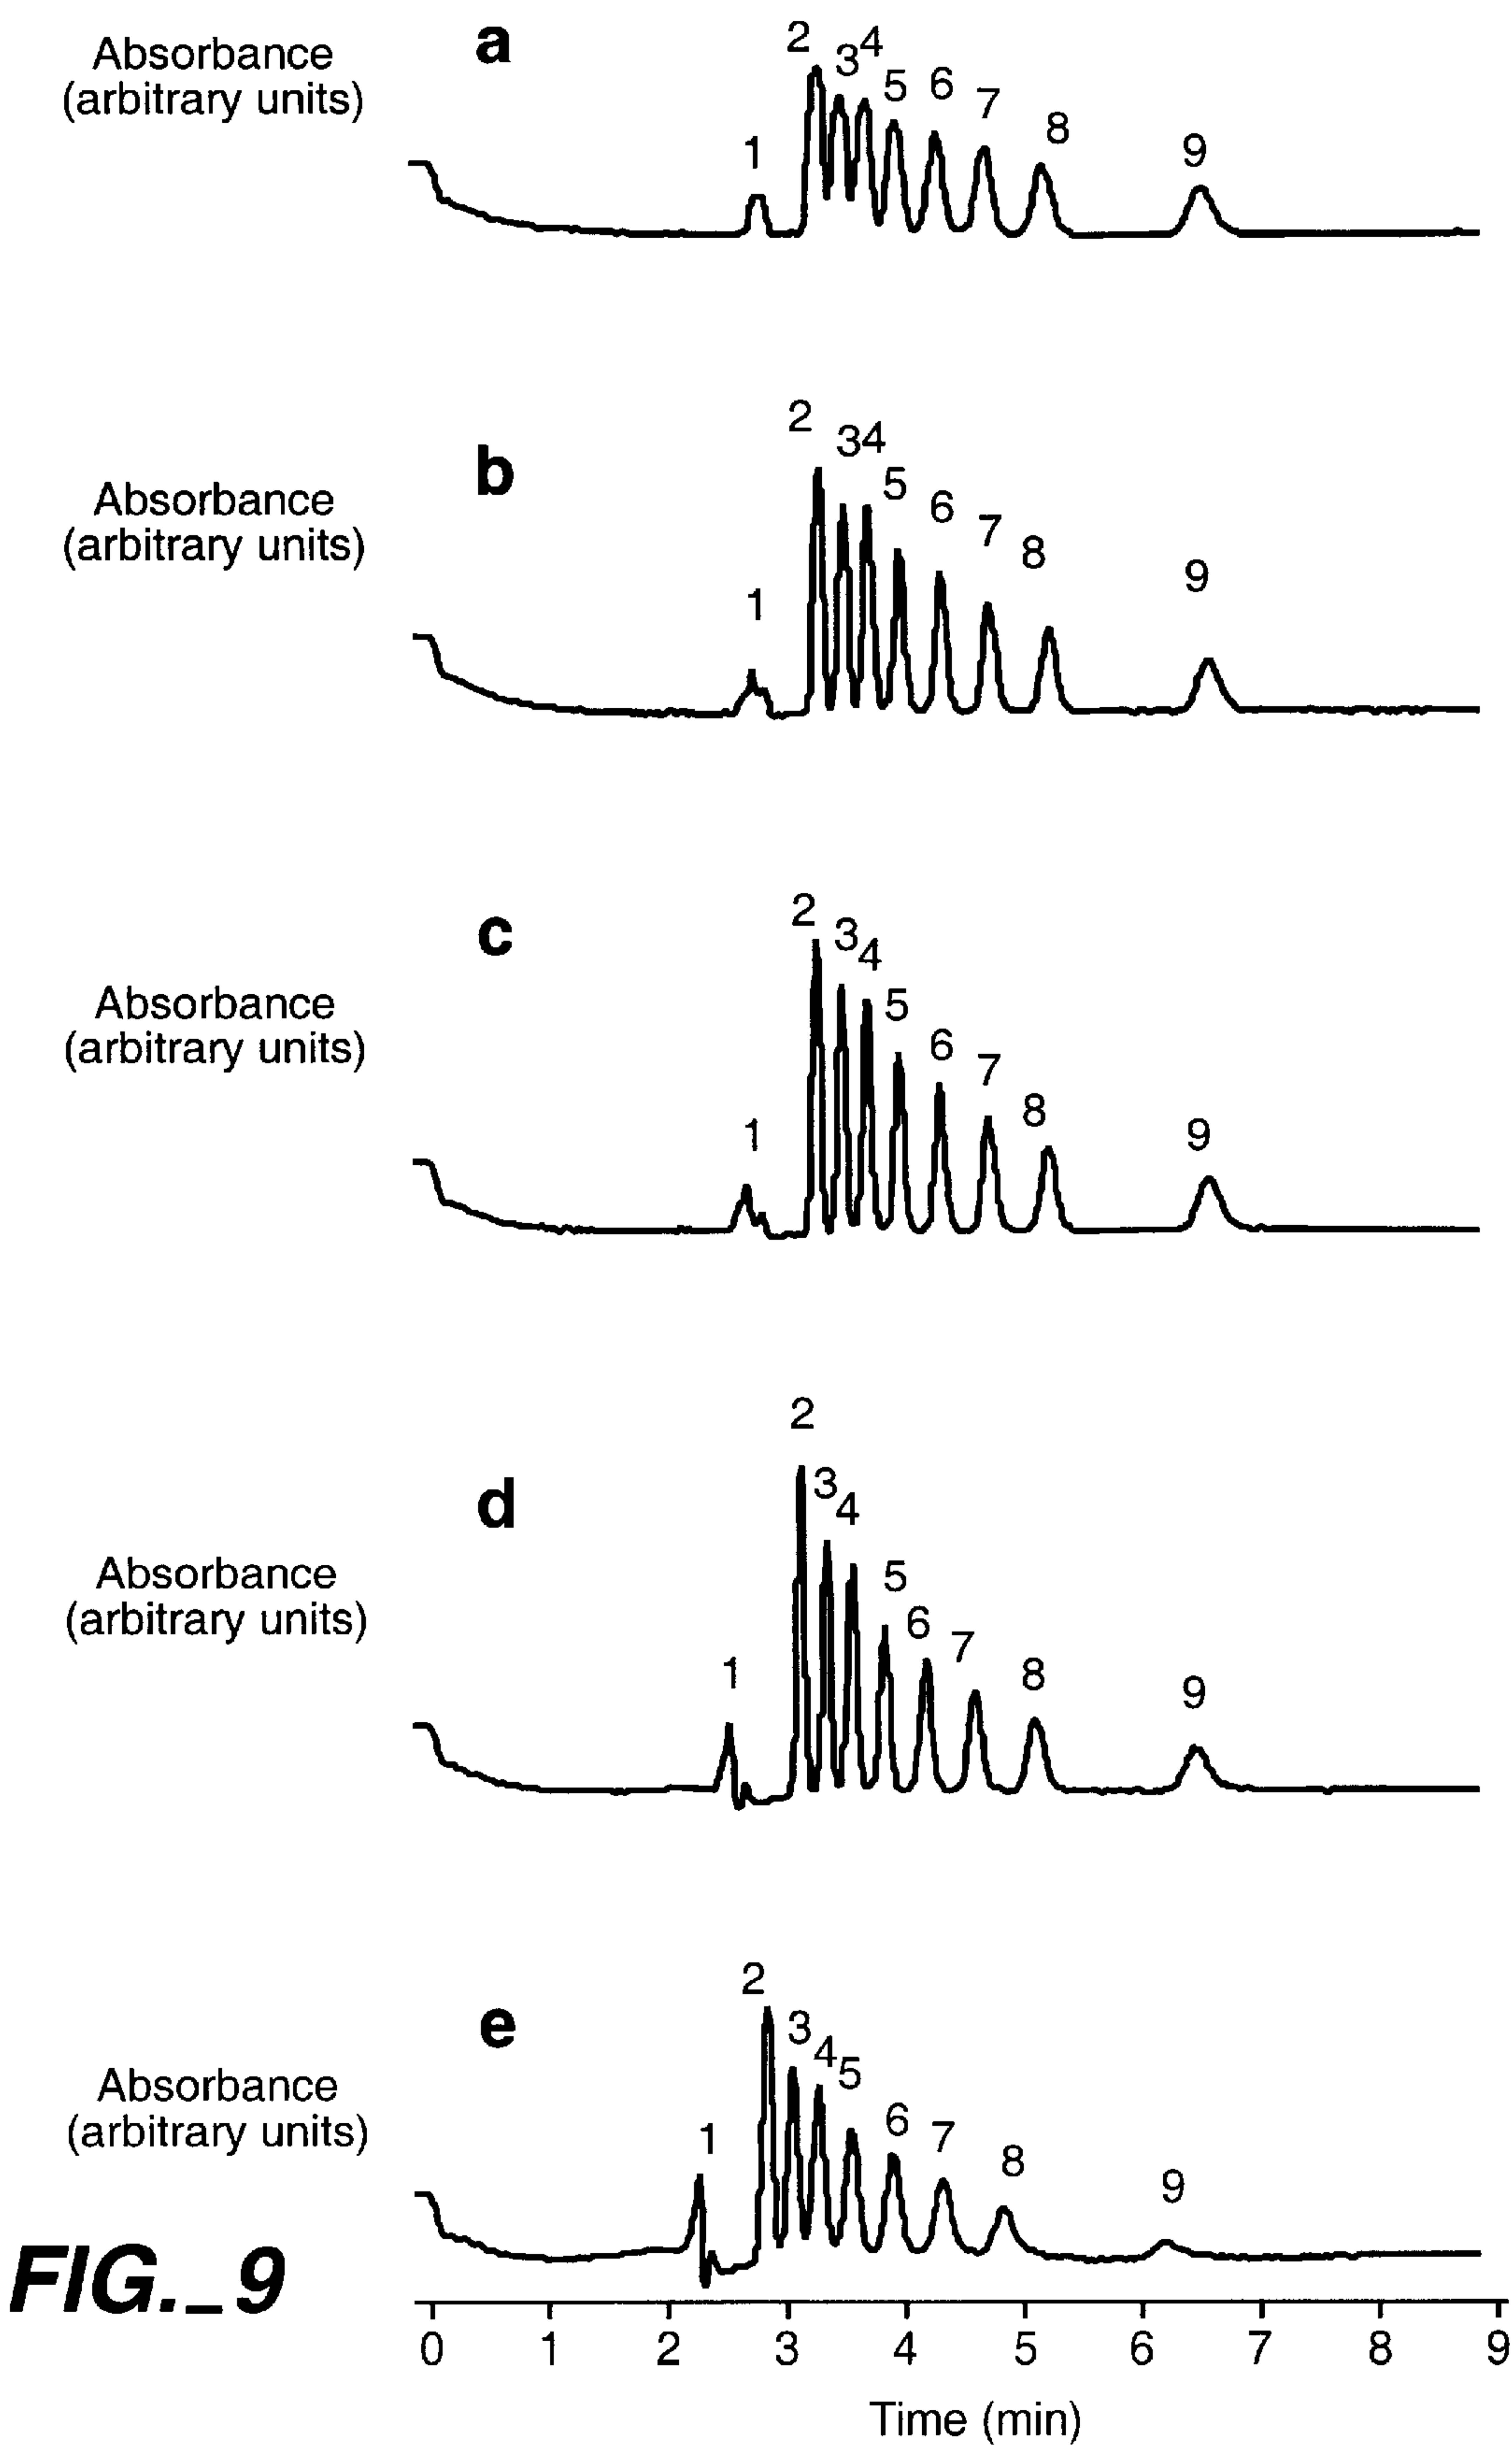 a
Absorbance
(arbitrary units)
1 2 3 4 5 6 7 8 9
b
Absorbance
(arbitrary units)
1 2 3 4 5 6 7 8 9
c
Absorbance
(arbitrary units)
1 2 3 4 5 6 7 8 9
d
Absorbance
(arbitrary units)
1 2 3 4 5 6 7 8 9
e
Absorbance
(arbitrary units)
1 2 3 4 5 6 7 8 9
FIG._9
0 1 2 3 4 5 6 7 8 9
Time (min)